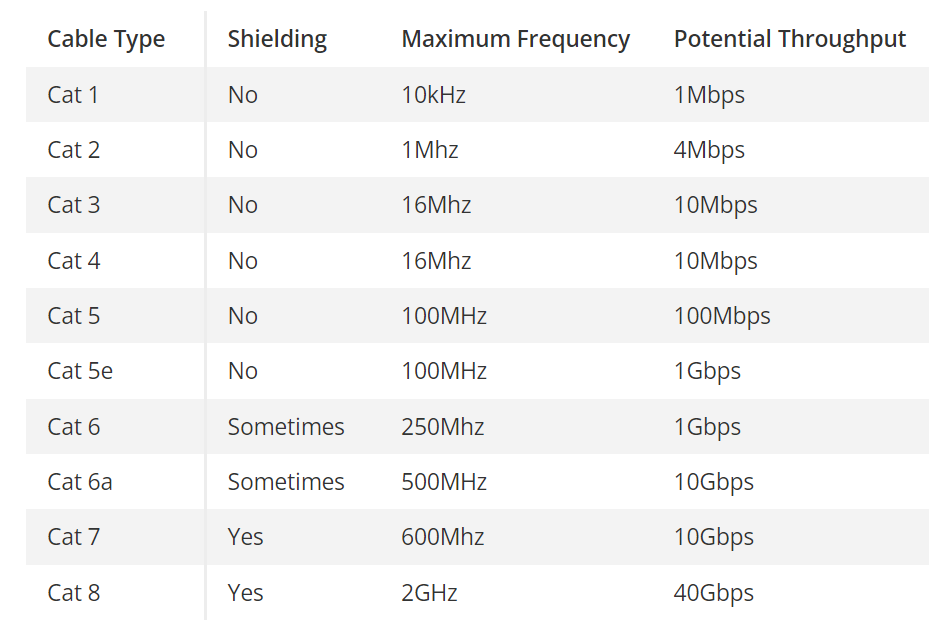 Cable Type Shielding Maximum Frequency Potential Throughput
Cat 1 No 10kHz 1Mbps
Cat 2 No 1Mhz 4Mbps
Cat 3 No 16Mhz 10Mbps
Cat 4 No 16Mhz 10Mbps
Cat 5 No 100MHz 100Mbps
Cat 5e No 100MHz 1Gbps
Cat 6 Sometimes 250Mhz 1Gbps
Cat 6a Sometimes 500MHz 10Gbps
Cat 7 Yes 600Mhz 10Gbps
Cat 8 Yes 2GHz 40Gbps